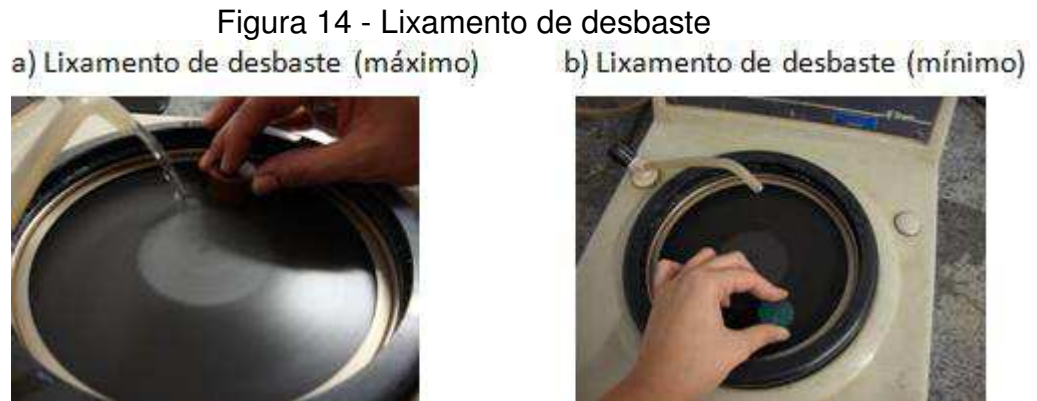 Figura 14 - Lixamento de desbaste
a) Lixamento de desbaste (máximo)
b) Lixamento de desbaste (mínimo)